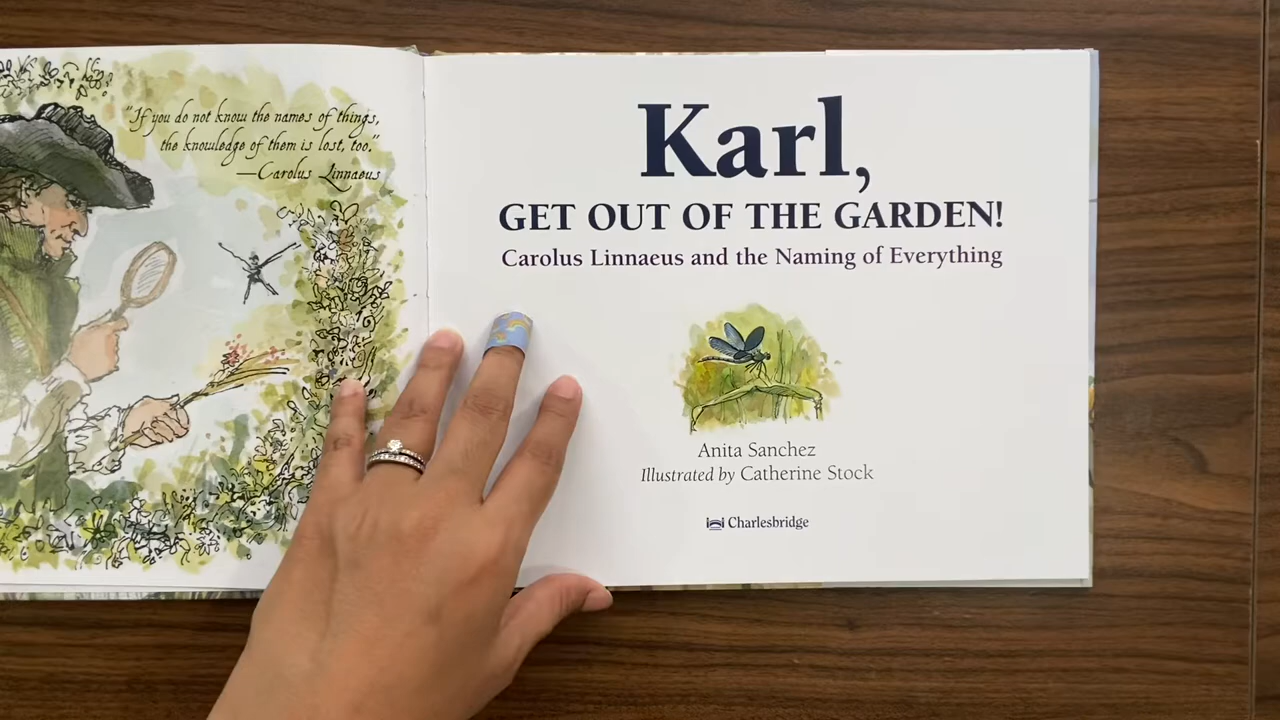 "If you do not know the names of things,
the knowledge of them is lost, too."
—Carolus Linnaeus
Karl,
GET OUT OF THE GARDEN!
Carolus Linnaeus and the Naming of Everything
Anita Sanchez
Illustrated by Catherine Stock
Charlesbridge